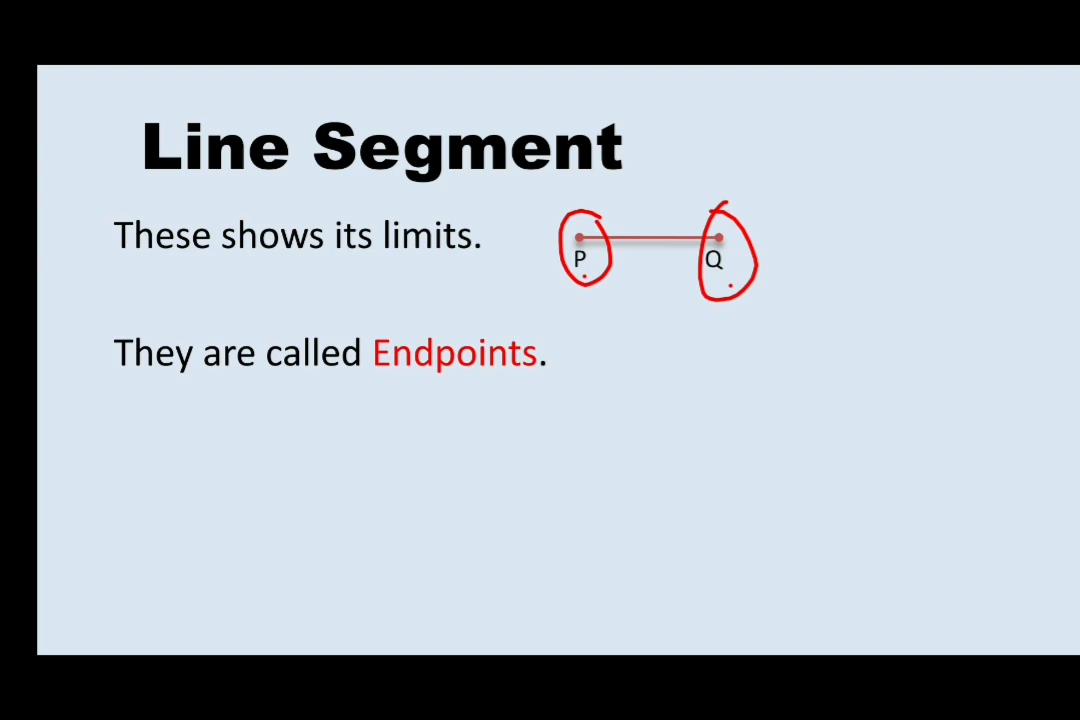 Line Segment
These shows its limits.
P
Q
They are called Endpoints.